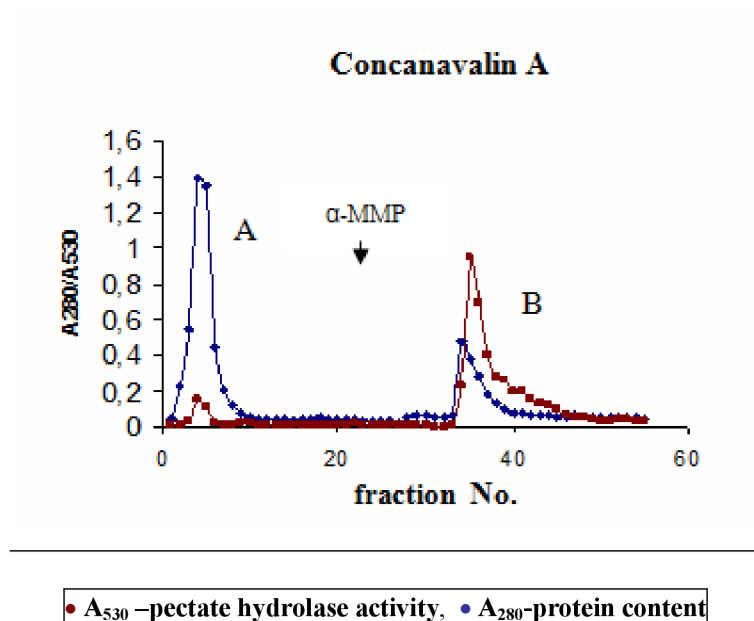 Concanavalin A
1,6
1,4
1,2
1
0,8
0,6
0,4
0,2
0
A280/A530
A
α-MMP
B
0 20 40 60
fraction No.
• A₅₃₀ –pectate hydrolase activity, • A₂₈₀-protein content